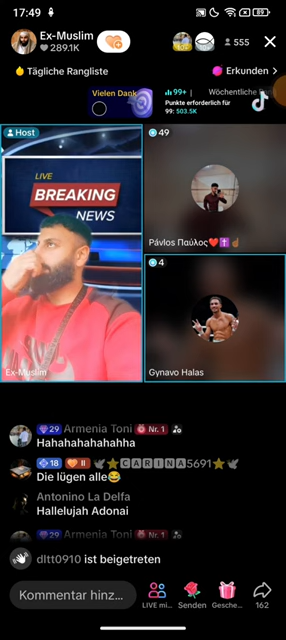 17:49
89
Ex-Muslim
289.1K
555
Tägliche Rangliste
Erkunden >
Vielen Dank
99+ |
Wöchentliche
Punkte erforderlich für
99: 503.5K
Host
LIVE
BREAKING
NEWS
Ex-Muslim
49
Pávlos Παύλος
4
Gynavo Halas
29 Armenia Toni Nr. 1
Hahahahahahahha
18 II CARINA5691
Die lügen alle
Antonino La Delfa
Hallelujah Adonai
29 Armenia Toni Nr. 1
dltt0910 ist beigetreten
Kommentar hinz...
LIVE mi...
Senden
Gesche...
162